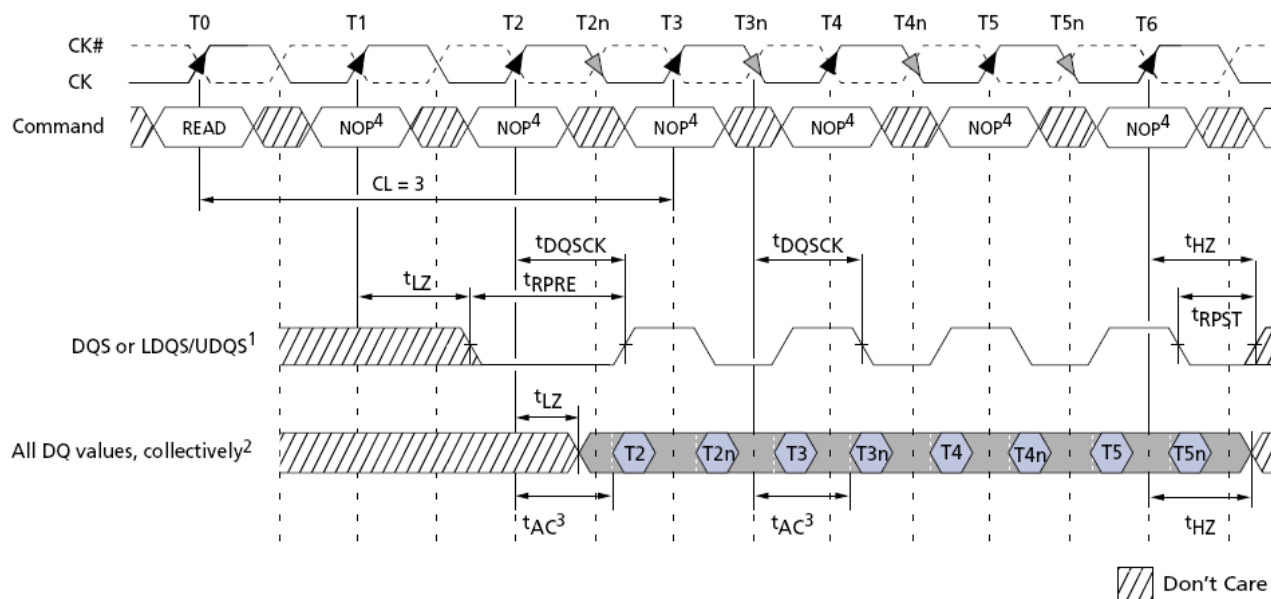 T0 T1 T2 T2n T3 T3n T4 T4n T5 T5n T6
CK#
CK
Command READ NOP4 NOP4 NOP4 NOP4 NOP4 NOP4
CL = 3
tDQSCK tDQSCK tHZ
tLZ tRPRE
tRPST
DQS or LDQS/UDQS1
tLZ
All DQ values, collectively2 T2 T2n T3 T3n T4 T4n T5 T5n
tAC3 tAC3 tHZ
Don't Care